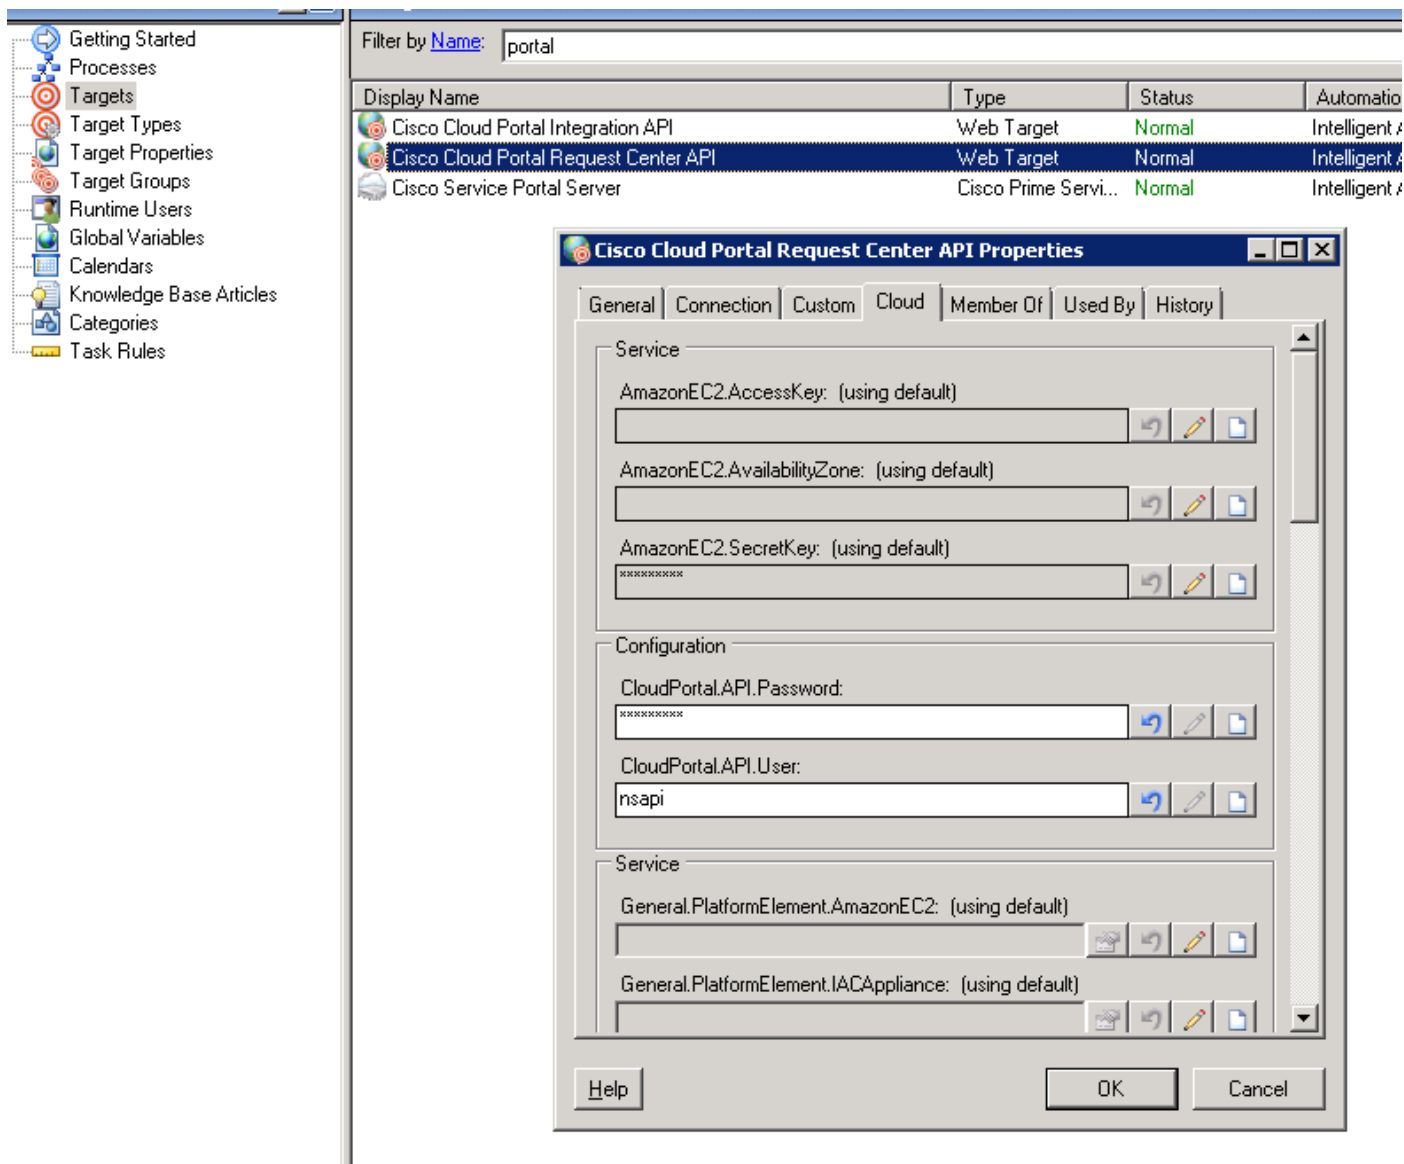 Getting Started
Processes
Targets
Target Types
Target Properties
Target Groups
Runtime Users
Global Variables
Calendars
Knowledge Base Articles
Categories
Task Rules
Filter by Name: portal
Display Name Type Status Automatio
Cisco Cloud Portal Integration API Web Target Normal Intelligent A
Cisco Cloud Portal Request Center API Web Target Normal Intelligent A
Cisco Service Portal Server Cisco Prime Servi... Normal Intelligent A
Cisco Cloud Portal Request Center API Properties
General Connection Custom Cloud Member Of Used By History
Service
AmazonEC2.AccessKey: (using default)
AmazonEC2.AvailabilityZone: (using default)
AmazonEC2.SecretKey: (using default)
*********
Configuration
CloudPortal.API.Password:
*********
CloudPortal.API.User:
nsapi
Service
General.PlatformElement.AmazonEC2: (using default)
General.PlatformElement.IACAppliance: (using default)
Help OK Cancel